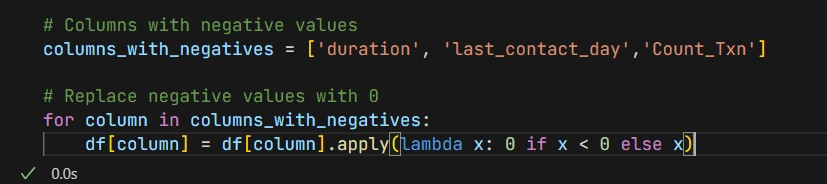 # Columns with negative values
columns_with_negatives = ['duration', 'last_contact_day','Count_Txn']
# Replace negative values with 0
for column in columns_with_negatives:
    df[column] = df[column].apply(lambda x: 0 if x < 0 else x)
✓ 0.0s